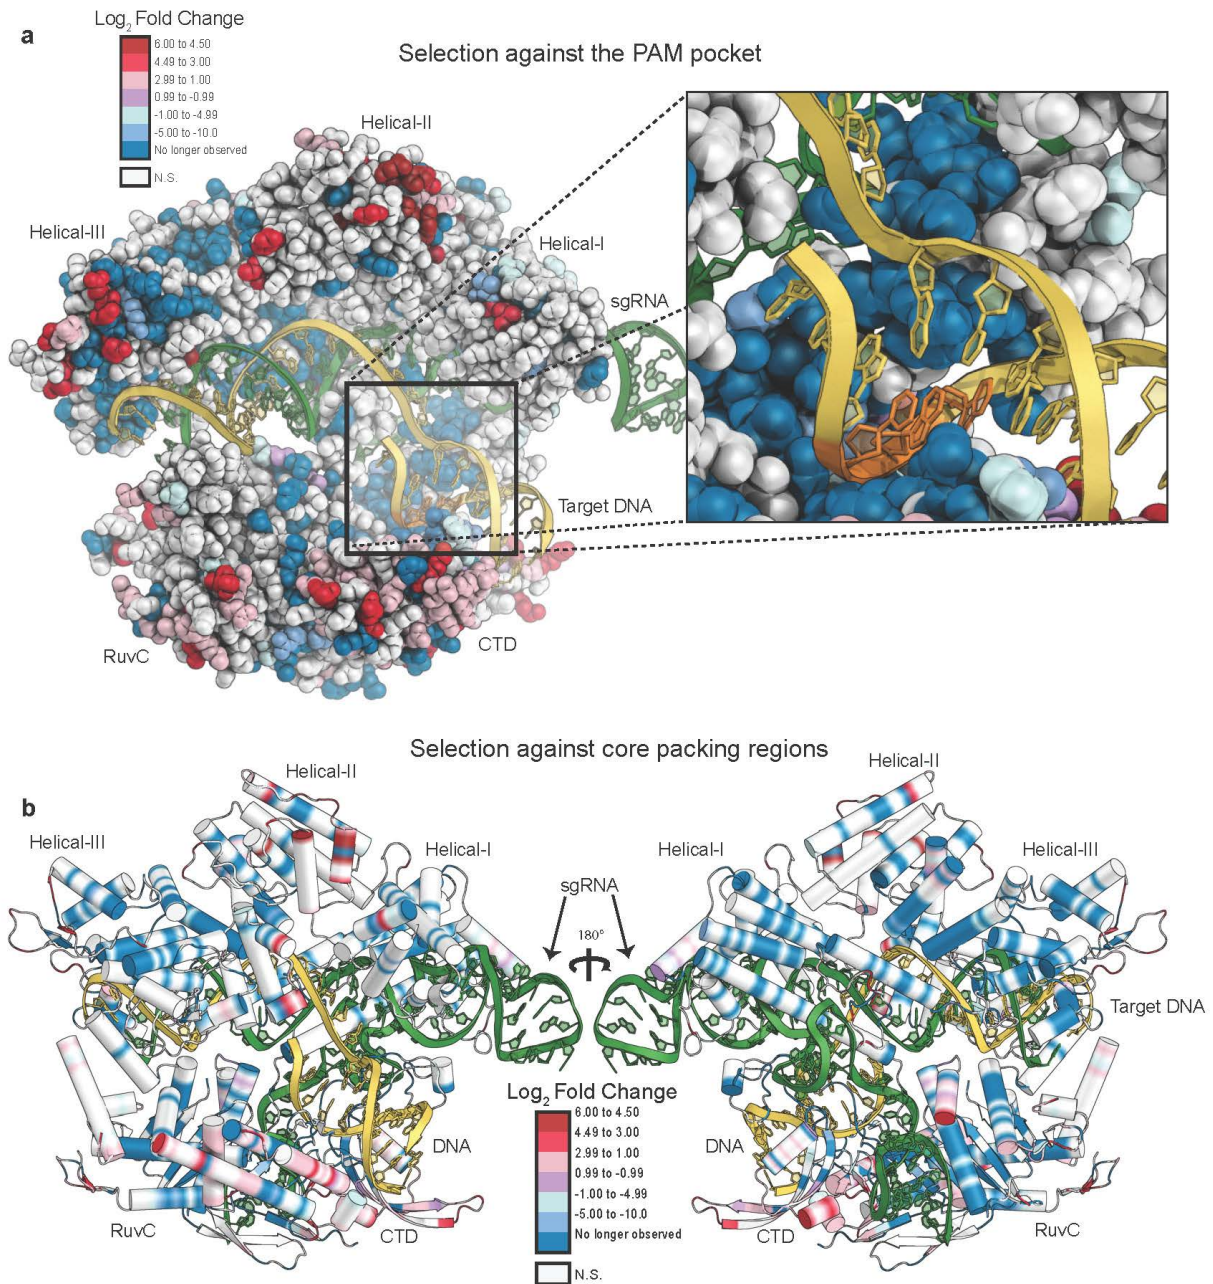 a
Log2 Fold Change
6.00 to 4.50
4.49 to 3.00
2.99 to 1.00
0.99 to -0.99
-1.00 to -4.99
-5.00 to -10.0
No longer observed
N.S.
Selection against the PAM pocket
Helical-II
Helical-III
Helical-I
sgRNA
Target DNA
RuvC
CTD
Selection against core packing regions
b
Helical-II
Helical-III
Helical-I
sgRNA
180°
Helical-I
Helical-II
Helical-III
Target DNA
DNA
RuvC
CTD
Log2 Fold Change
6.00 to 4.50
4.49 to 3.00
2.99 to 1.00
0.99 to -0.99
-1.00 to -4.99
-5.00 to -10.0
No longer observed
N.S.
DNA
CTD
RuvC